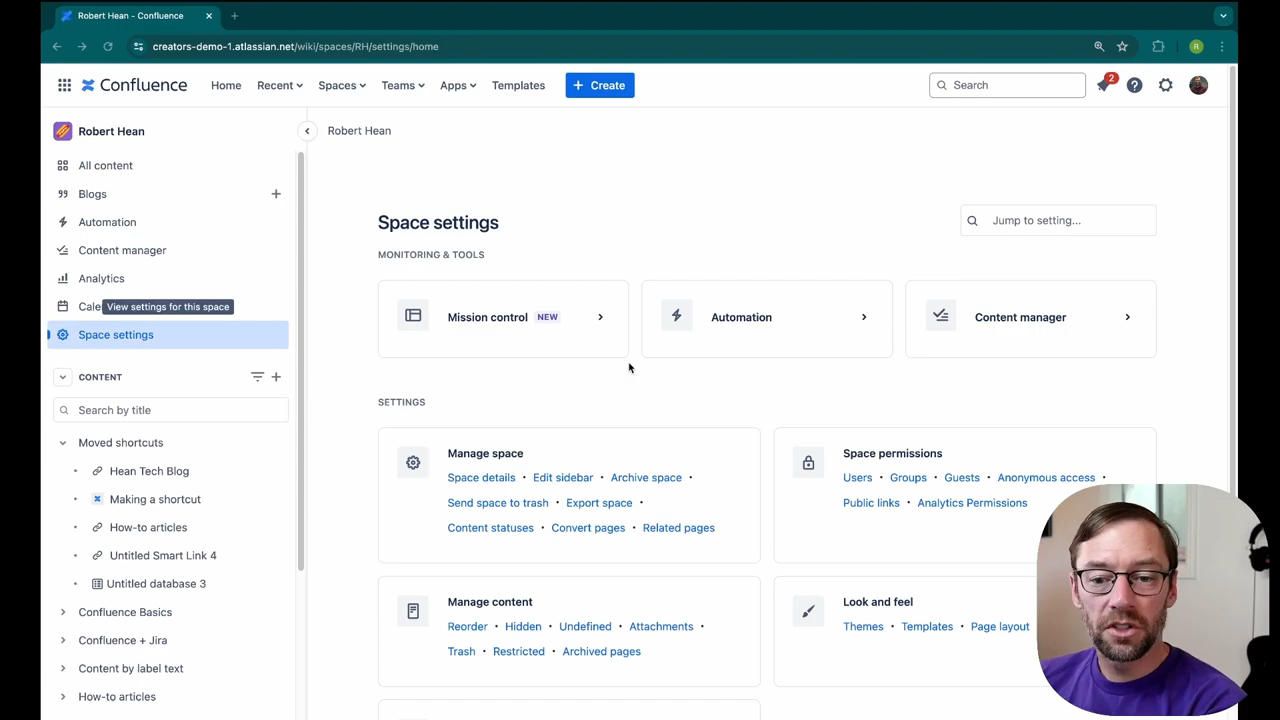 Robert Hean - Confluence
creators-demo-1.atlassian.net/wiki/spaces/RH/settings/home
R
Confluence
Home
Recent
Spaces
Teams
Apps
Templates
+ Create
Search
2
Robert Hean
All content
Blogs
Automation
Content manager
Analytics
Cale
View settings for this space
Space settings
CONTENT
Search by title
Moved shortcuts
Hean Tech Blog
Making a shortcut
How-to articles
Untitled Smart Link 4
Untitled database 3
Confluence Basics
Confluence + Jira
Content by label text
How-to articles
Robert Hean
Space settings
Jump to setting...
MONITORING & TOOLS
Mission control NEW
Automation
Content manager
SETTINGS
Manage space
Space details • Edit sidebar • Archive space •
Send space to trash • Export space •
Content statuses • Convert pages • Related pages
Space permissions
Users • Groups • Guests • Anonymous access •
Public links • Analytics Permissions
Manage content
Reorder • Hidden • Undefined • Attachments •
Trash • Restricted • Archived pages
Look and feel
Themes • Templates • Page layout